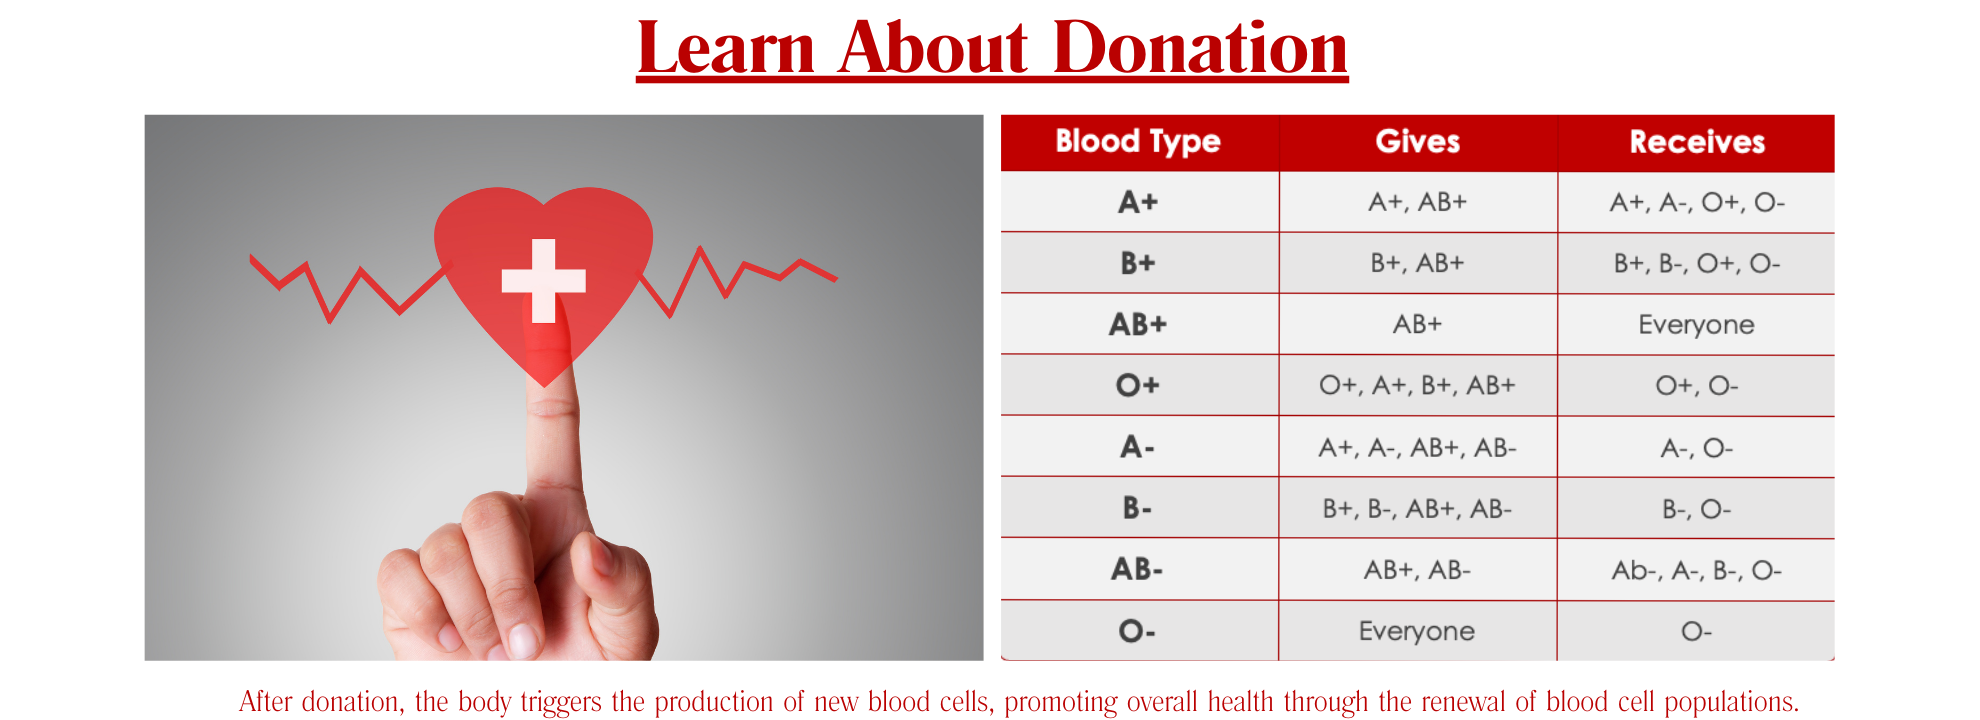 Learn About Donation
Blood Type Gives Receives
A+ A+, AB+ A+, A-, O+, O-
B+ B+, AB+ B+, B-, O+, O-
AB+ AB+ Everyone
O+ O+, A+, B+, AB+ O+, O-
A- A+, A-, AB+, AB- A-, O-
B- B+, B-, AB+, AB- B-, O-
AB- AB+, AB- Ab-, A-, B-, O-
O- Everyone O-
After donation, the body triggers the production of new blood cells, promoting overall health through the renewal of blood cell populations.